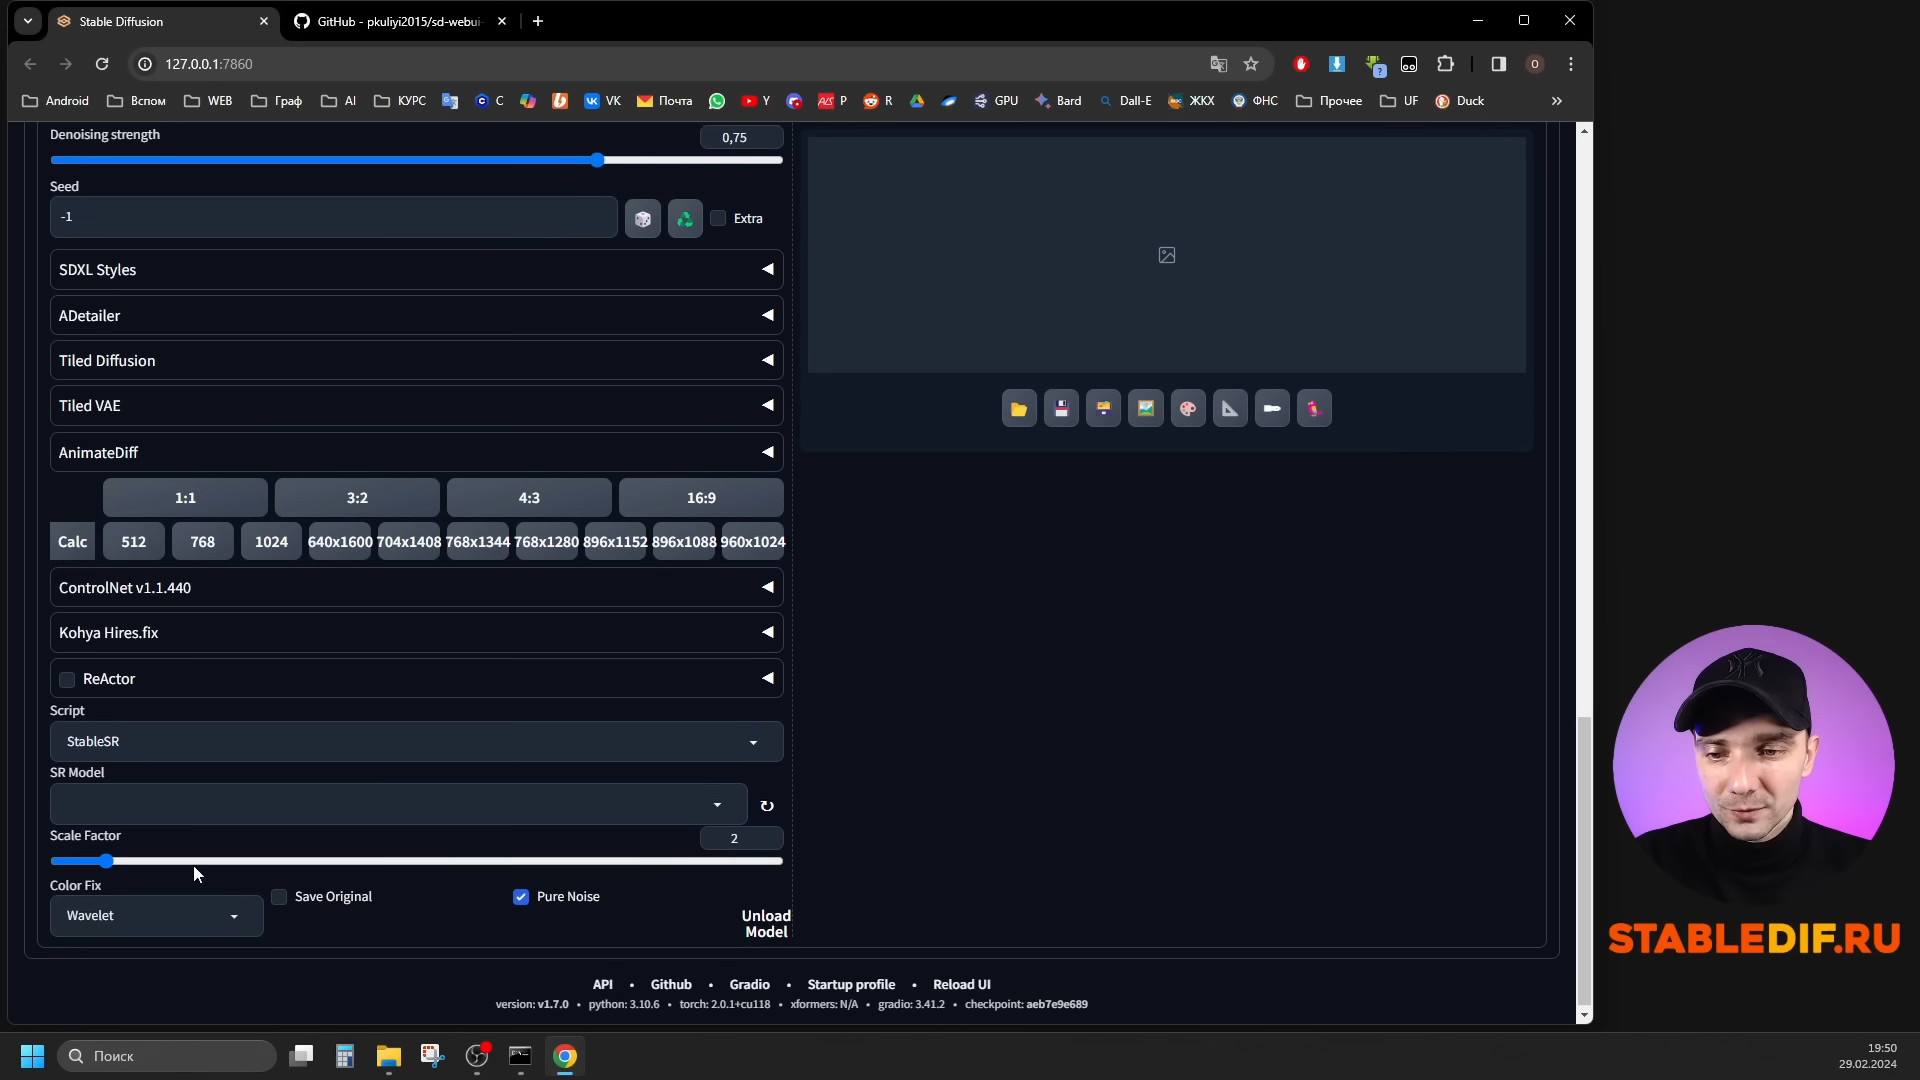 Stable Diffusion
GitHub - pkuliyi2015/sd-webui-
127.0.0.1:7860
Android
Вспом
WEB
Граф
AI
КУРС
C
VK
Почта
Y
P
R
GPU
Bard
Dall-E
ЖКХ
ФНС
Прочее
UF
Duck
Denoising strength
0,75
Seed
-1
Extra
SDXL Styles
ADetailer
Tiled Diffusion
Tiled VAE
AnimateDiff
1:1
3:2
4:3
16:9
Calc
512
768
1024
640x1600
704x1408
768x1344
768x1280
896x1152
896x1088
960x1024
ControlNet v1.1.440
Kohya Hires.fix
ReActor
Script
StableSR
SR Model
Scale Factor
2
Color Fix
Wavelet
Save Original
Pure Noise
Unload
Model
API • Github • Gradio • Startup profile • Reload UI
version: v1.7.0 • python: 3.10.6 • torch: 2.0.1+cu118 • xformers: N/A • gradio: 3.41.2 • checkpoint: aeb7e9e689
STABLEDIF.RU
Поиск
19:50
29.02.2024